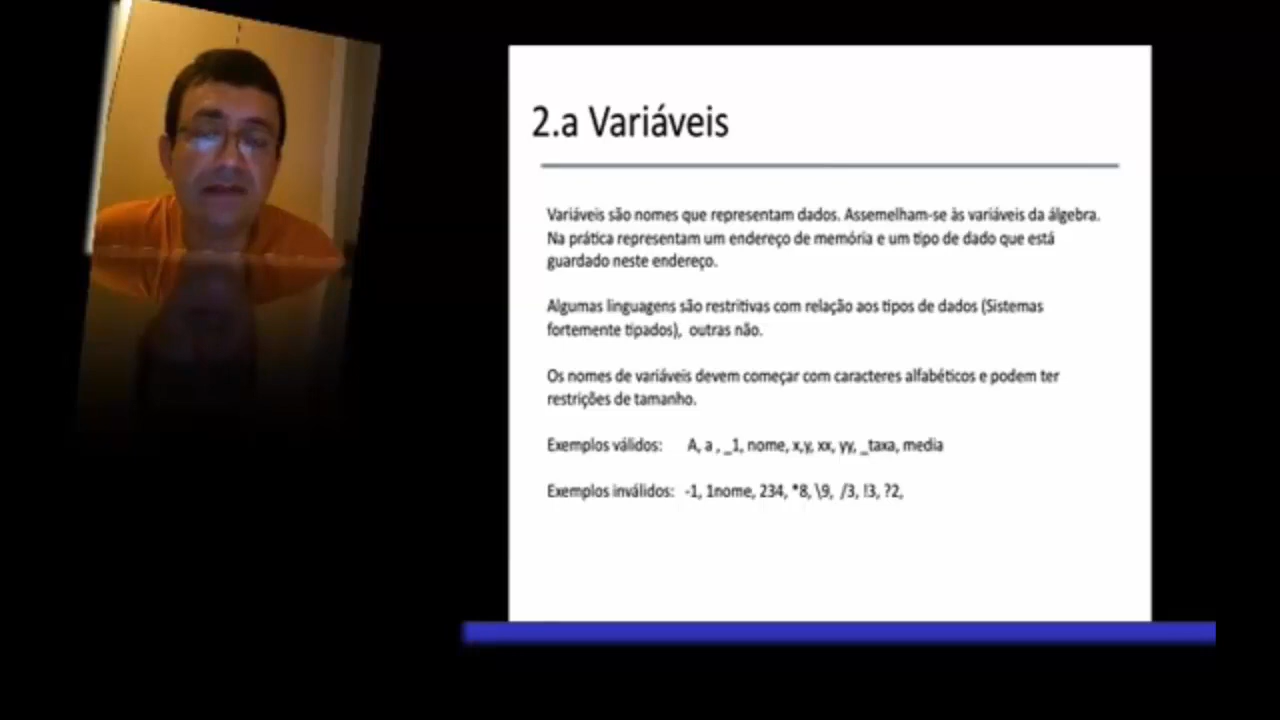 2.a Variáveis
Variáveis são nomes que representam dados. Assemelham-se às variáveis da álgebra.
Na prática representam um endereço de memória e um tipo de dado que está
guardado neste endereço.
Algumas linguagens são restritivas com relação aos tipos de dados (Sistemas
fortemente tipados), outras não.
Os nomes de variáveis devem começar com caracteres alfabéticos e podem ter
restrições de tamanho.
Exemplos válidos: A, a , _1, nome, x,y, xx, yy, _taxa, media
Exemplos inválidos: -1, 1nome, 234, *8, \9, /3, !3, ?2,